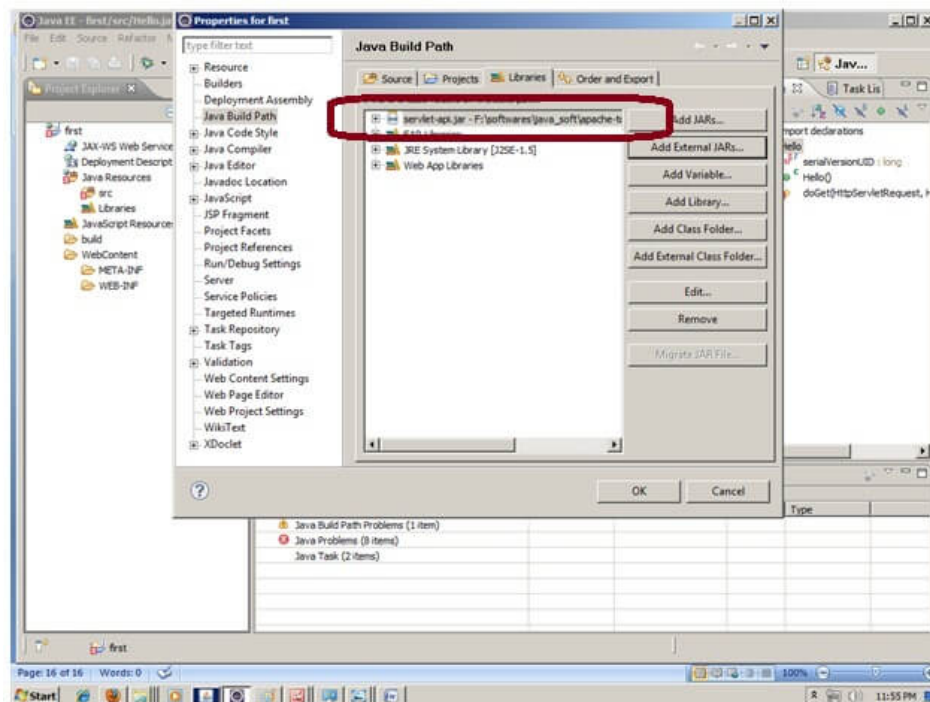 Java EE - first/src/Hello.ja
File Edit Source Refactor
Project Explorer
first
JAX-WS Web Service
Deployment Descript
Java Resources
src
Libraries
JavaScript Resources
build
WebContent
META-INF
WEB-INF
Properties for first
type filter text
Resource
Builders
Deployment Assembly
Java Build Path
Java Code Style
Java Compiler
Java Editor
Javadoc Location
JavaScript
JSP Fragment
Project Facets
Project References
Run/Debug Settings
Server
Service Policies
Targeted Runtimes
Task Repository
Task Tags
Validation
Web Content Settings
Web Page Editor
Web Project Settings
WikiText
XDoclet
Java Build Path
Source Projects Libraries Order and Export
servlet-api.jar - F:\softwares\java_soft\apache-t
EAR Libraries
JRE System Library [J2SE-1.5]
Web App Libraries
Add JARs...
Add External JARs...
Add Variable...
Add Library...
Add Class Folder...
Add External Class Folder...
Edit...
Remove
Migrate JAR File...
OK Cancel
Jav...
Task Lis
mport declarations
Hello
serialVersionUID : long
Hello()
doGet(HttpServletRequest, H
Type
Java Build Path Problems (1 item)
Java Problems (8 items)
Java Task (2 items)
first
Page: 16 of 16 Words: 0 100%
Start 11:55 PM